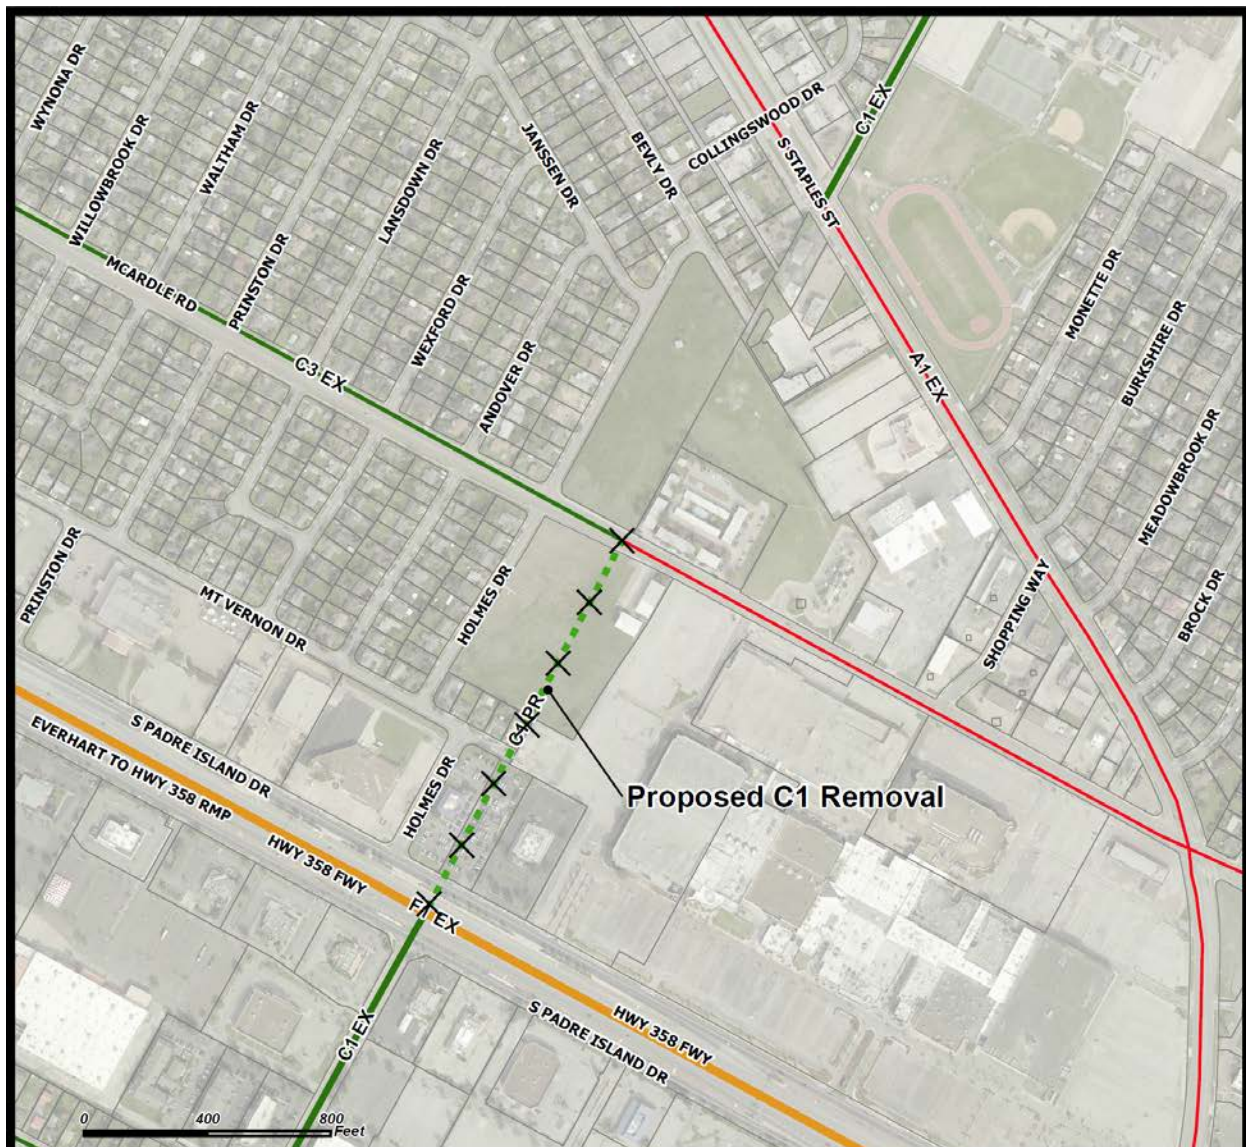 WYNONA DR
WILLOWBROOK DR
WALTHAM DR
LANSDOWN DR
JANSSEN DR
BEVLY DR
COLLINGSWOOD DR
C1 EX
S STAPLES ST
MCARDLE RD
PRINSTON DR
WEXFORD DR
ANDOVER DR
C3 EX
A1 EX
MONETTE DR
BURKSHIRE DR
MEADOWBROOK DR
BROCK DR
SHOPPING WAY
PRINSTON DR
MT VERNON DR
HOLMES DR
C1 PR
HOLMES DR
Proposed C1 Removal
S PADRE ISLAND DR
EVERHART TO HWY 358 RMP
HWY 358 FWY
F1 EX
HWY 358 FWY
S PADRE ISLAND DR
C1 EX
0 400 800
Feet